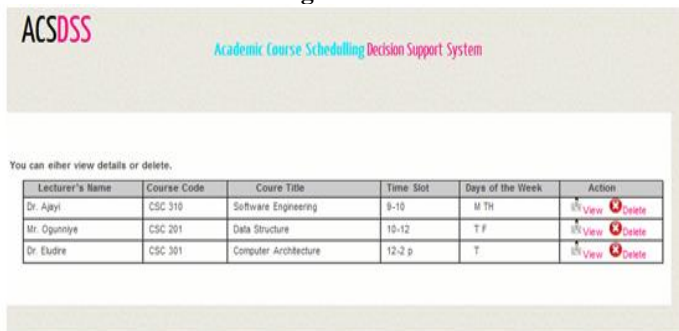 ACSDSS
Academic Course Schedulling Decision Support System
You can eiher view details or delete.
Lecturer's Name Course Code Coure Title Time Slot Days of the Week Action
Dr. Ajayi CSC 310 Software Engineering 9-10 M TH View Delete
Mr. Ogunniye CSC 201 Data Structure 10-12 T F View Delete
Dr. Eludire CSC 301 Computer Architecture 12-2 p T View Delete